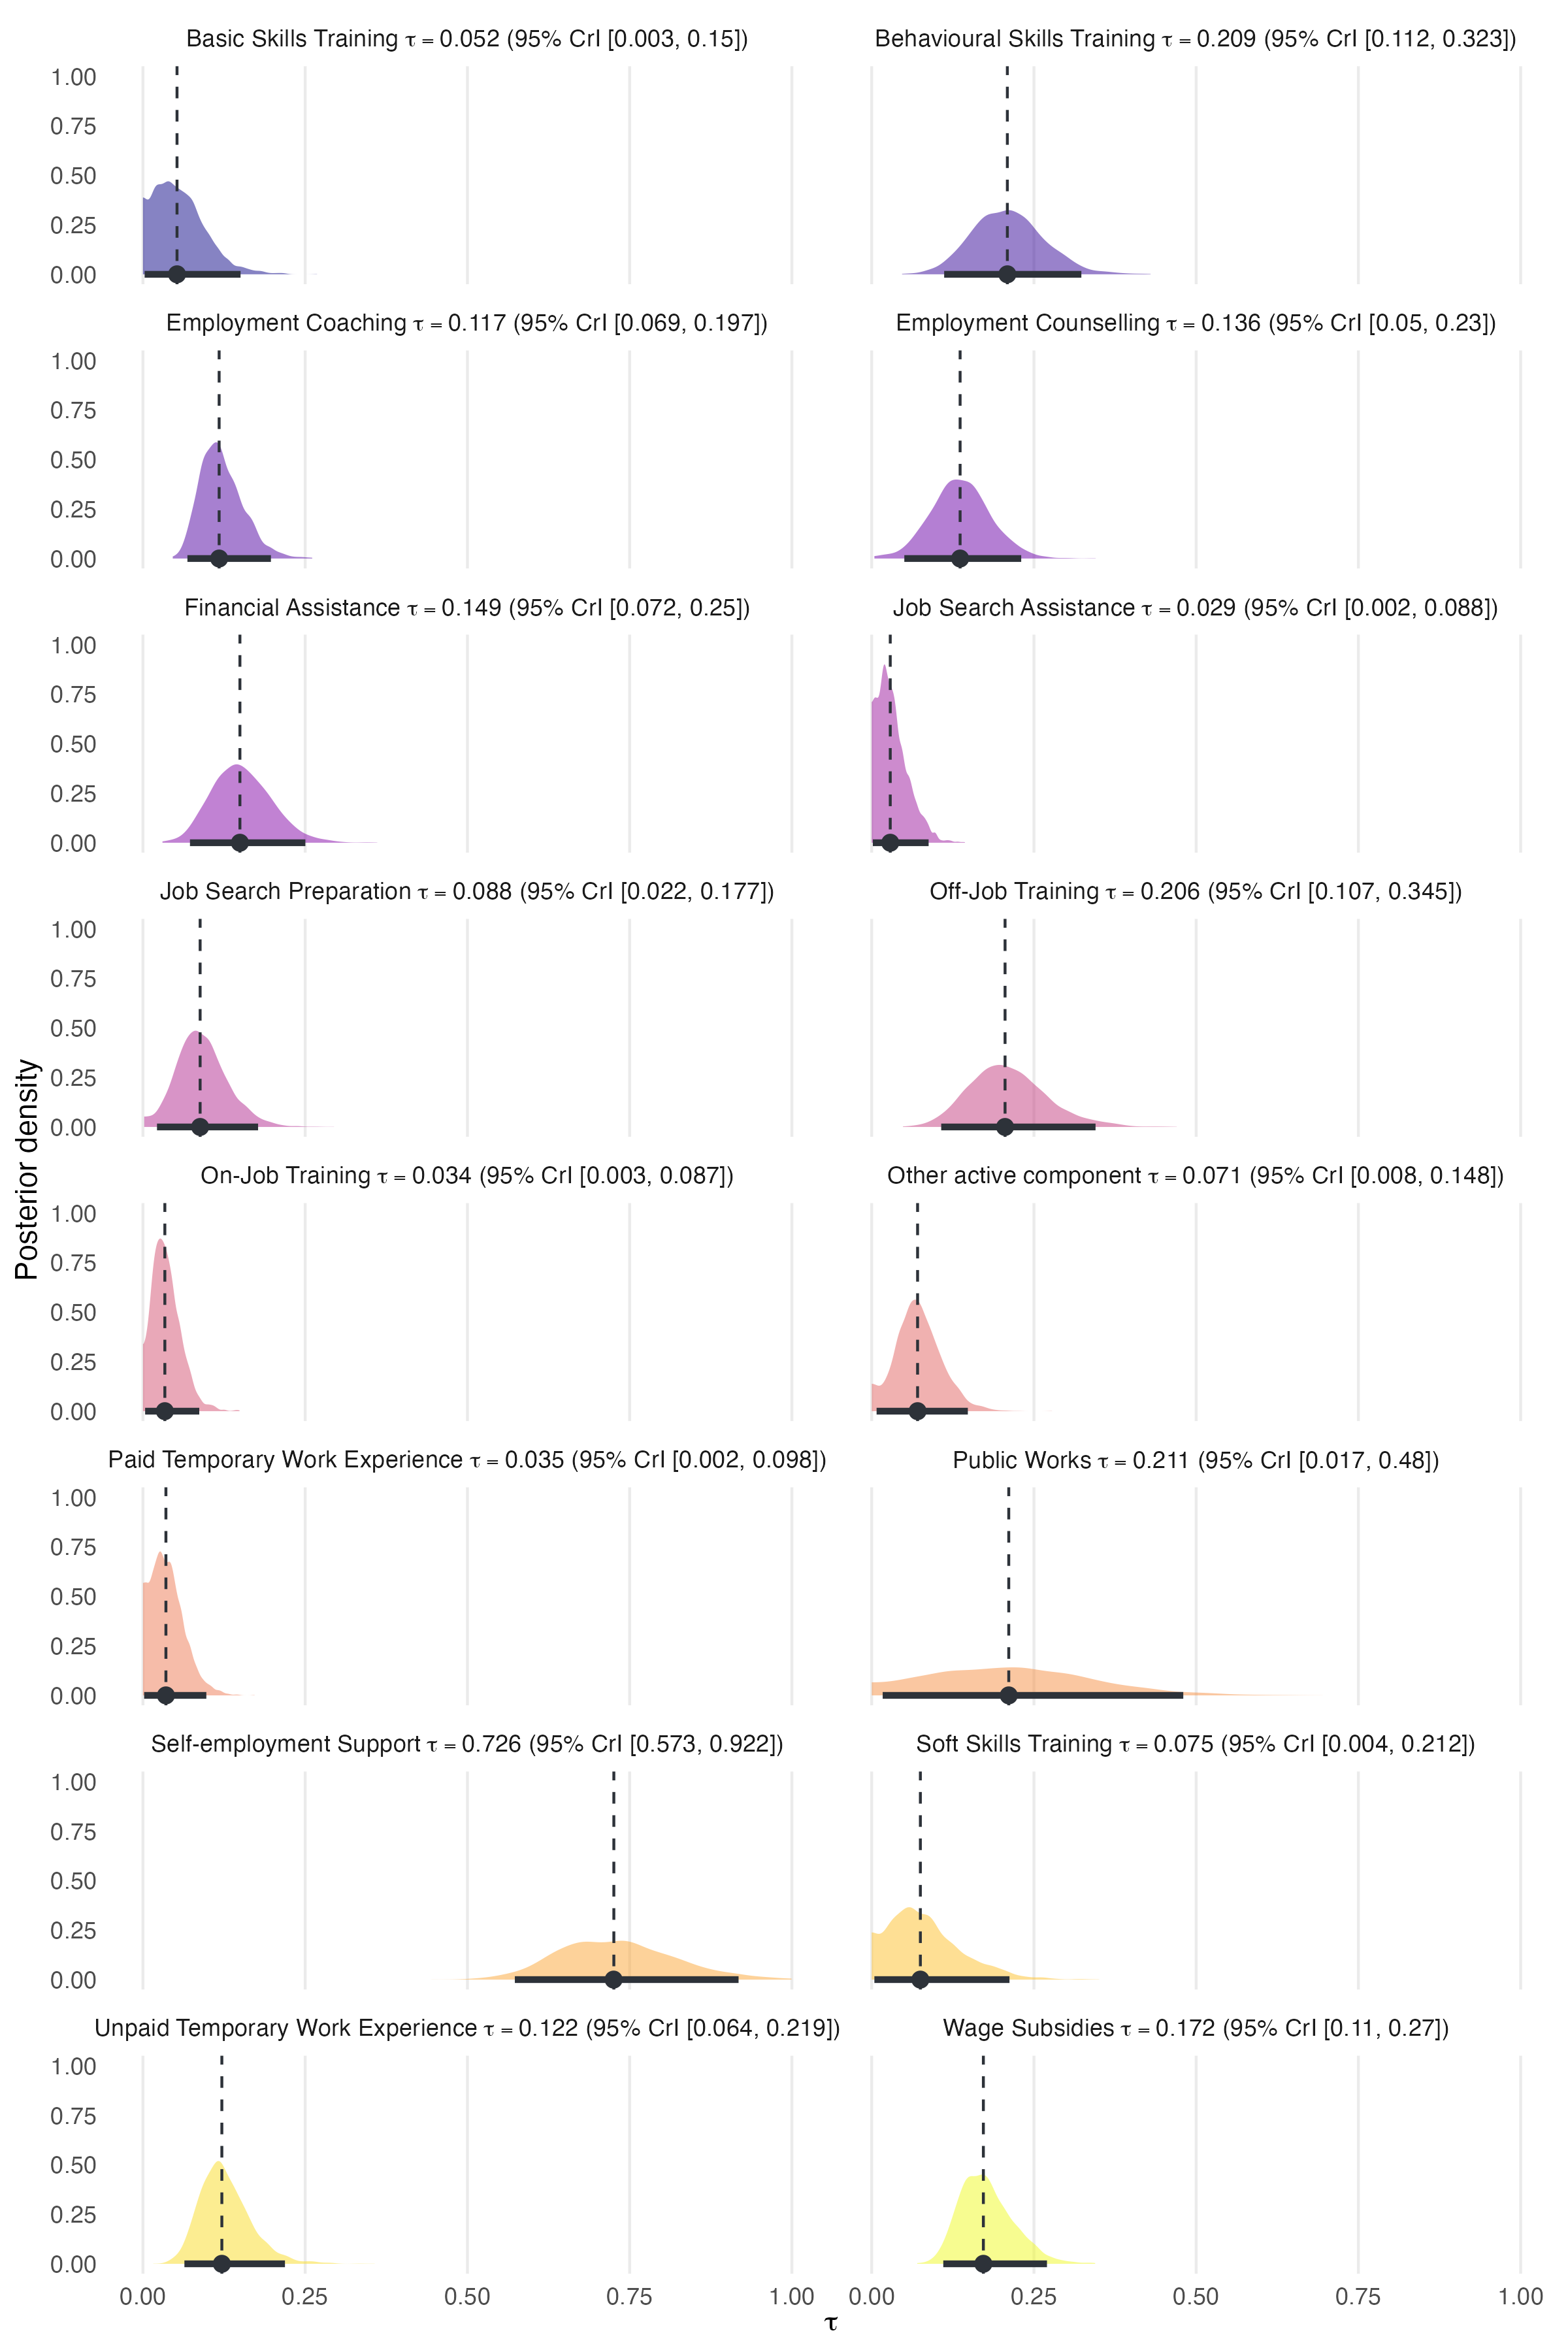 Basic Skills Training τ = 0.052 (95% CrI [0.003, 0.15])
Behavioural Skills Training τ = 0.209 (95% CrI [0.112, 0.323])
1.00
0.75
0.50
0.25
0.00
Employment Coaching τ = 0.117 (95% CrI [0.069, 0.197])
Employment Counselling τ = 0.136 (95% CrI [0.05, 0.23])
1.00
0.75
0.50
0.25
0.00
Financial Assistance τ = 0.149 (95% CrI [0.072, 0.25])
Job Search Assistance τ = 0.029 (95% CrI [0.002, 0.088])
1.00
0.75
0.50
0.25
0.00
Job Search Preparation τ = 0.088 (95% CrI [0.022, 0.177])
Off-Job Training τ = 0.206 (95% CrI [0.107, 0.345])
1.00
0.75
0.50
0.25
0.00
Posterior density
On-Job Training τ = 0.034 (95% CrI [0.003, 0.087])
Other active component τ = 0.071 (95% CrI [0.008, 0.148])
1.00
0.75
0.50
0.25
0.00
Paid Temporary Work Experience τ = 0.035 (95% CrI [0.002, 0.098])
Public Works τ = 0.211 (95% CrI [0.017, 0.48])
1.00
0.75
0.50
0.25
0.00
Self-employment Support τ = 0.726 (95% CrI [0.573, 0.922])
Soft Skills Training τ = 0.075 (95% CrI [0.004, 0.212])
1.00
0.75
0.50
0.25
0.00
Unpaid Temporary Work Experience τ = 0.122 (95% CrI [0.064, 0.219])
Wage Subsidies τ = 0.172 (95% CrI [0.11, 0.27])
1.00
0.75
0.50
0.25
0.00
0.00 0.25 0.50 0.75 1.00 0.00 0.25 0.50 0.75 1.00
τ